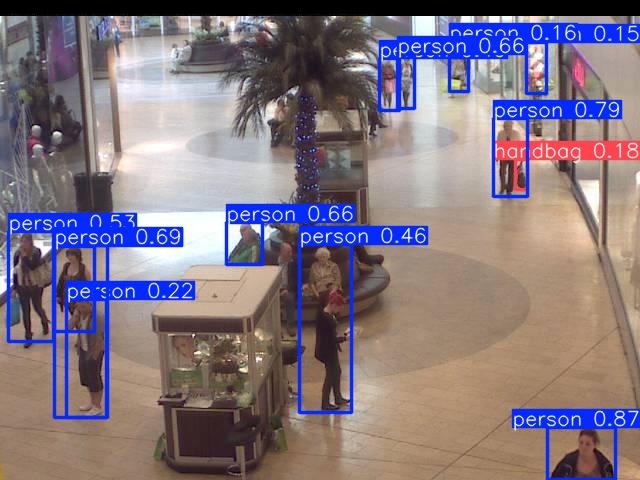 person 0.16
0.15
person 0.66
person 0.79
handbag 0.18
person 0.66
person 0.53
person 0.69
person 0.46
person 0.22
person 0.87